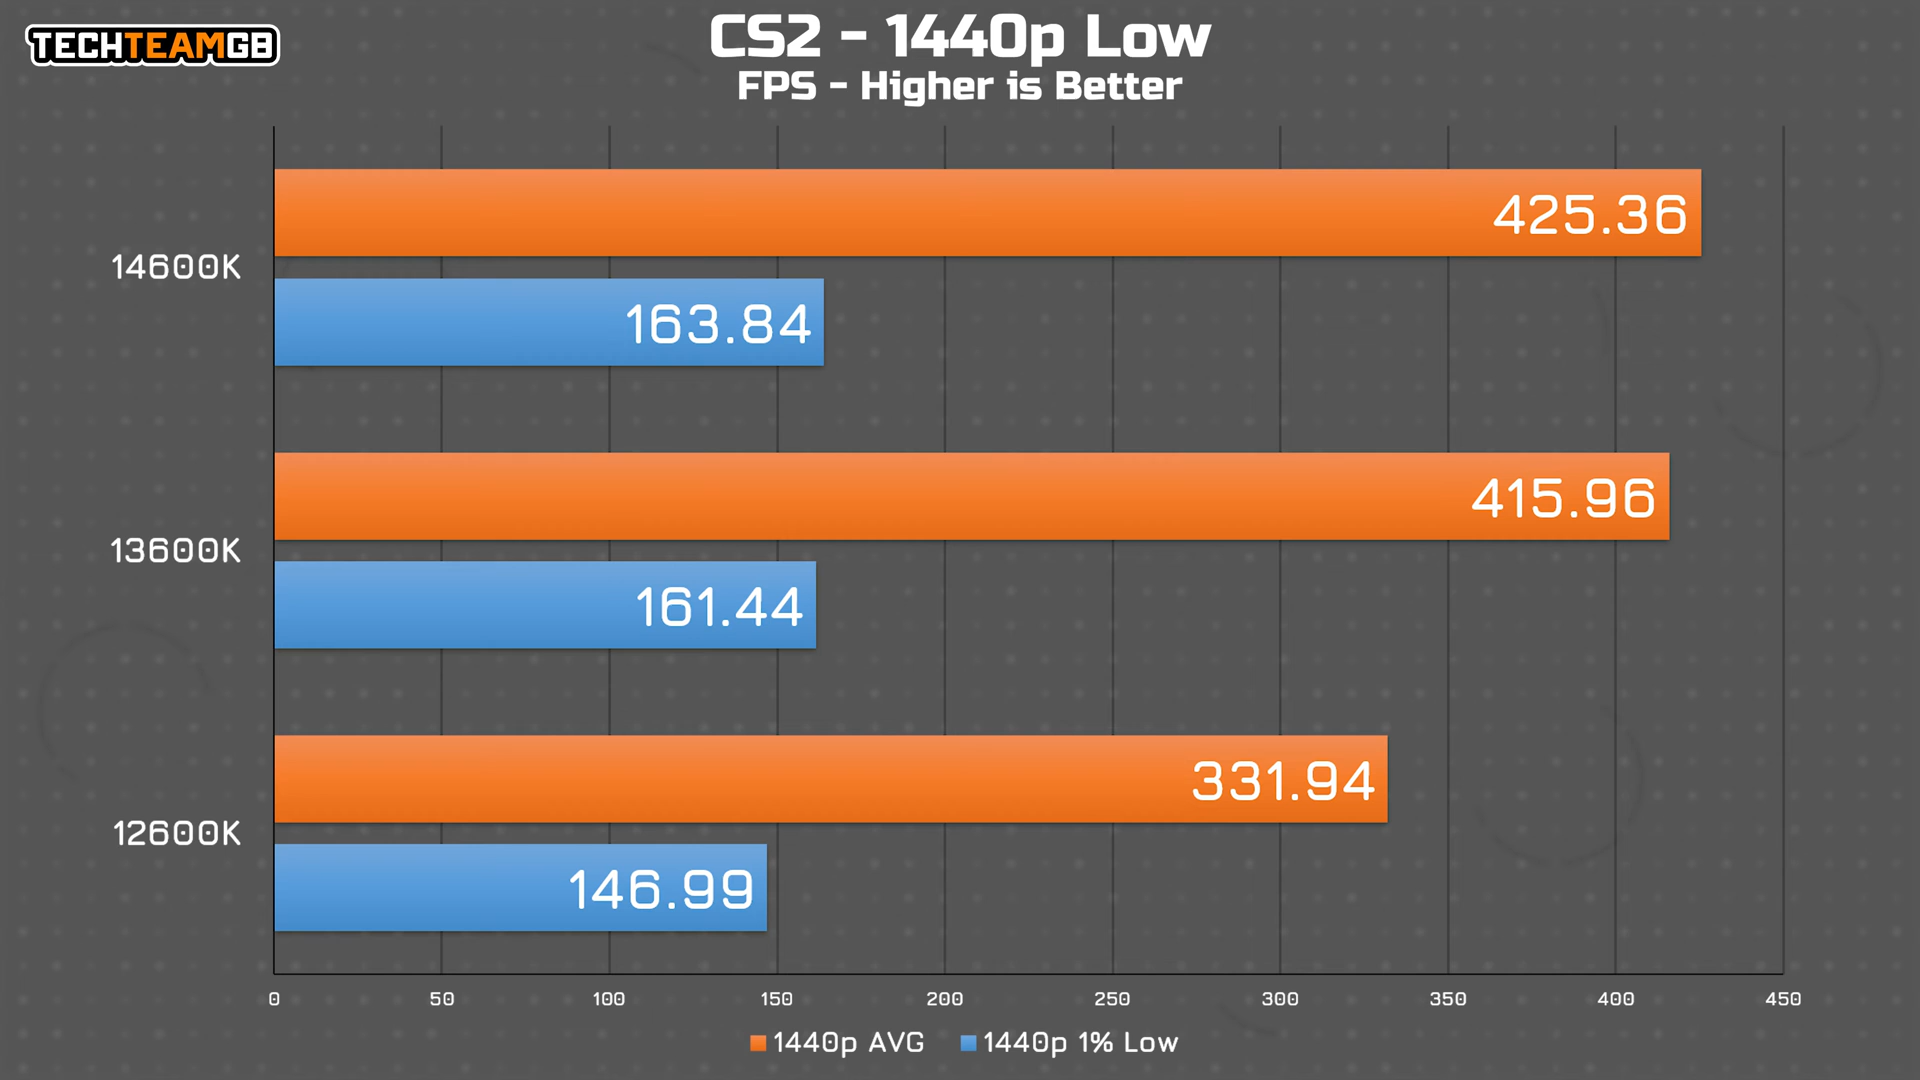 TECHTEAMGB
CS2 - 1440p Low
FPS - Higher is Better
14600K
425.36
163.84
13600K
415.96
161.44
12600K
331.94
146.99
0 50 100 150 200 250 300 350 400 450
1440p AVG 1440p 1% Low